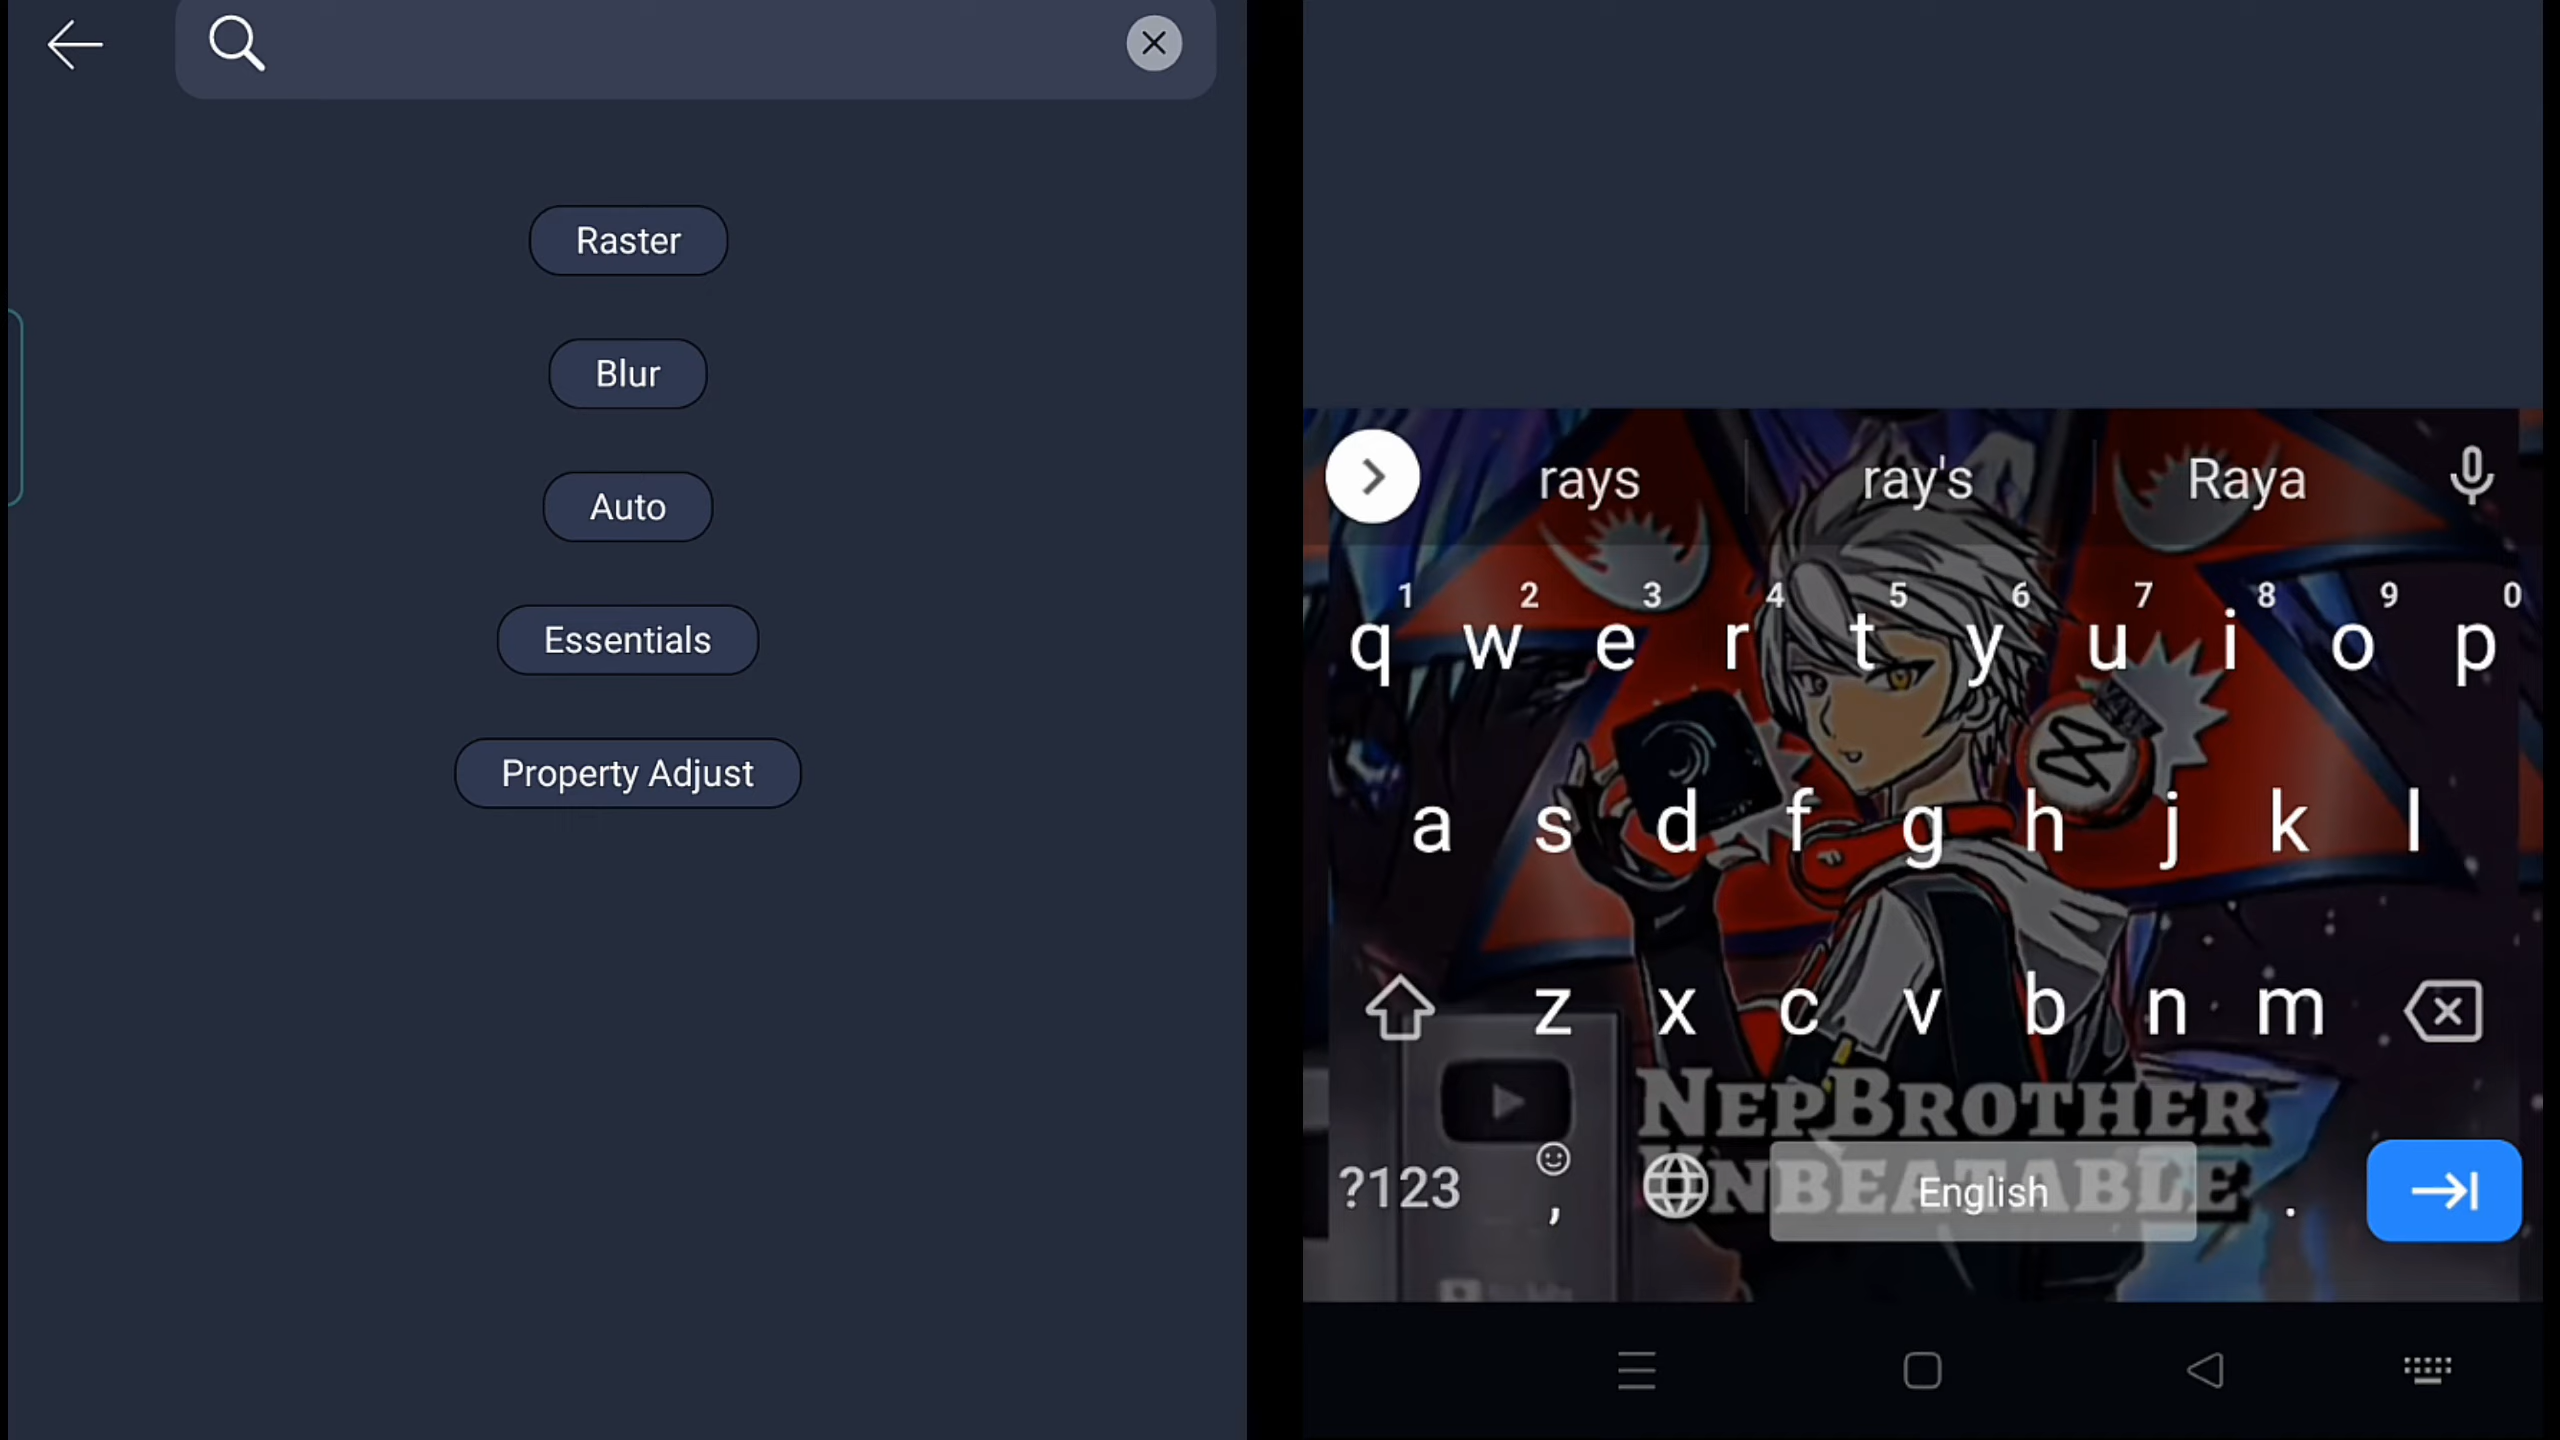 Raster
Blur
Auto
Essentials
Property Adjust
rays ray's Raya
1 2 3 4 5 6 7 8 9 0
q w e r t y u i o p
a s d f g h j k l
z x c v b n m
NEPBROTHER
UNBEATABLE
?123 , English .